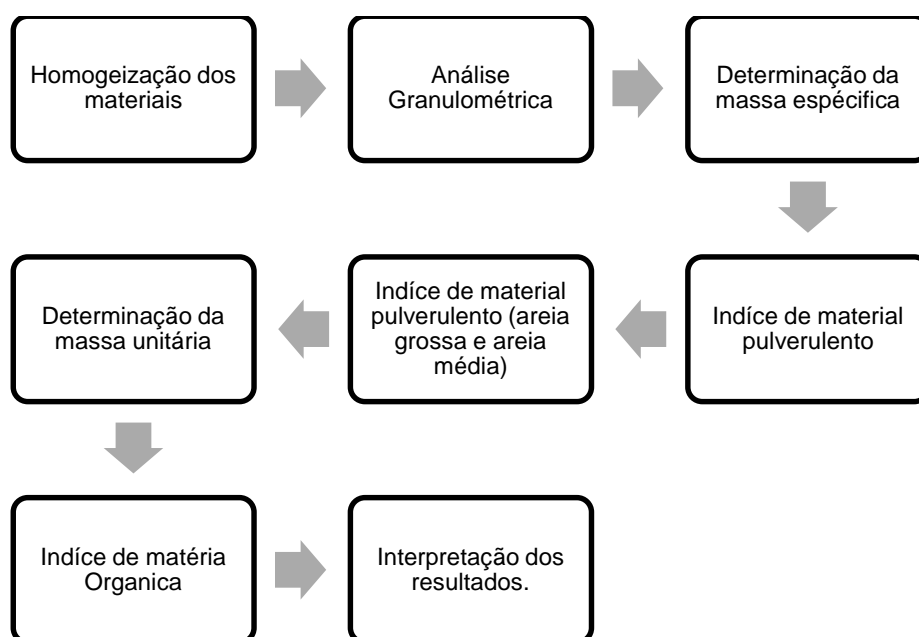 Homogeização dos
materiais
Análise
Granulométrica
Determinação da
massa espécifica
Indíce de material
pulverulento
Indíce de material
pulverulento (areia
grossa e areia
média)
Determinação da
massa unitária
Indíce de matéria
Organica
Interpretação dos
resultados.